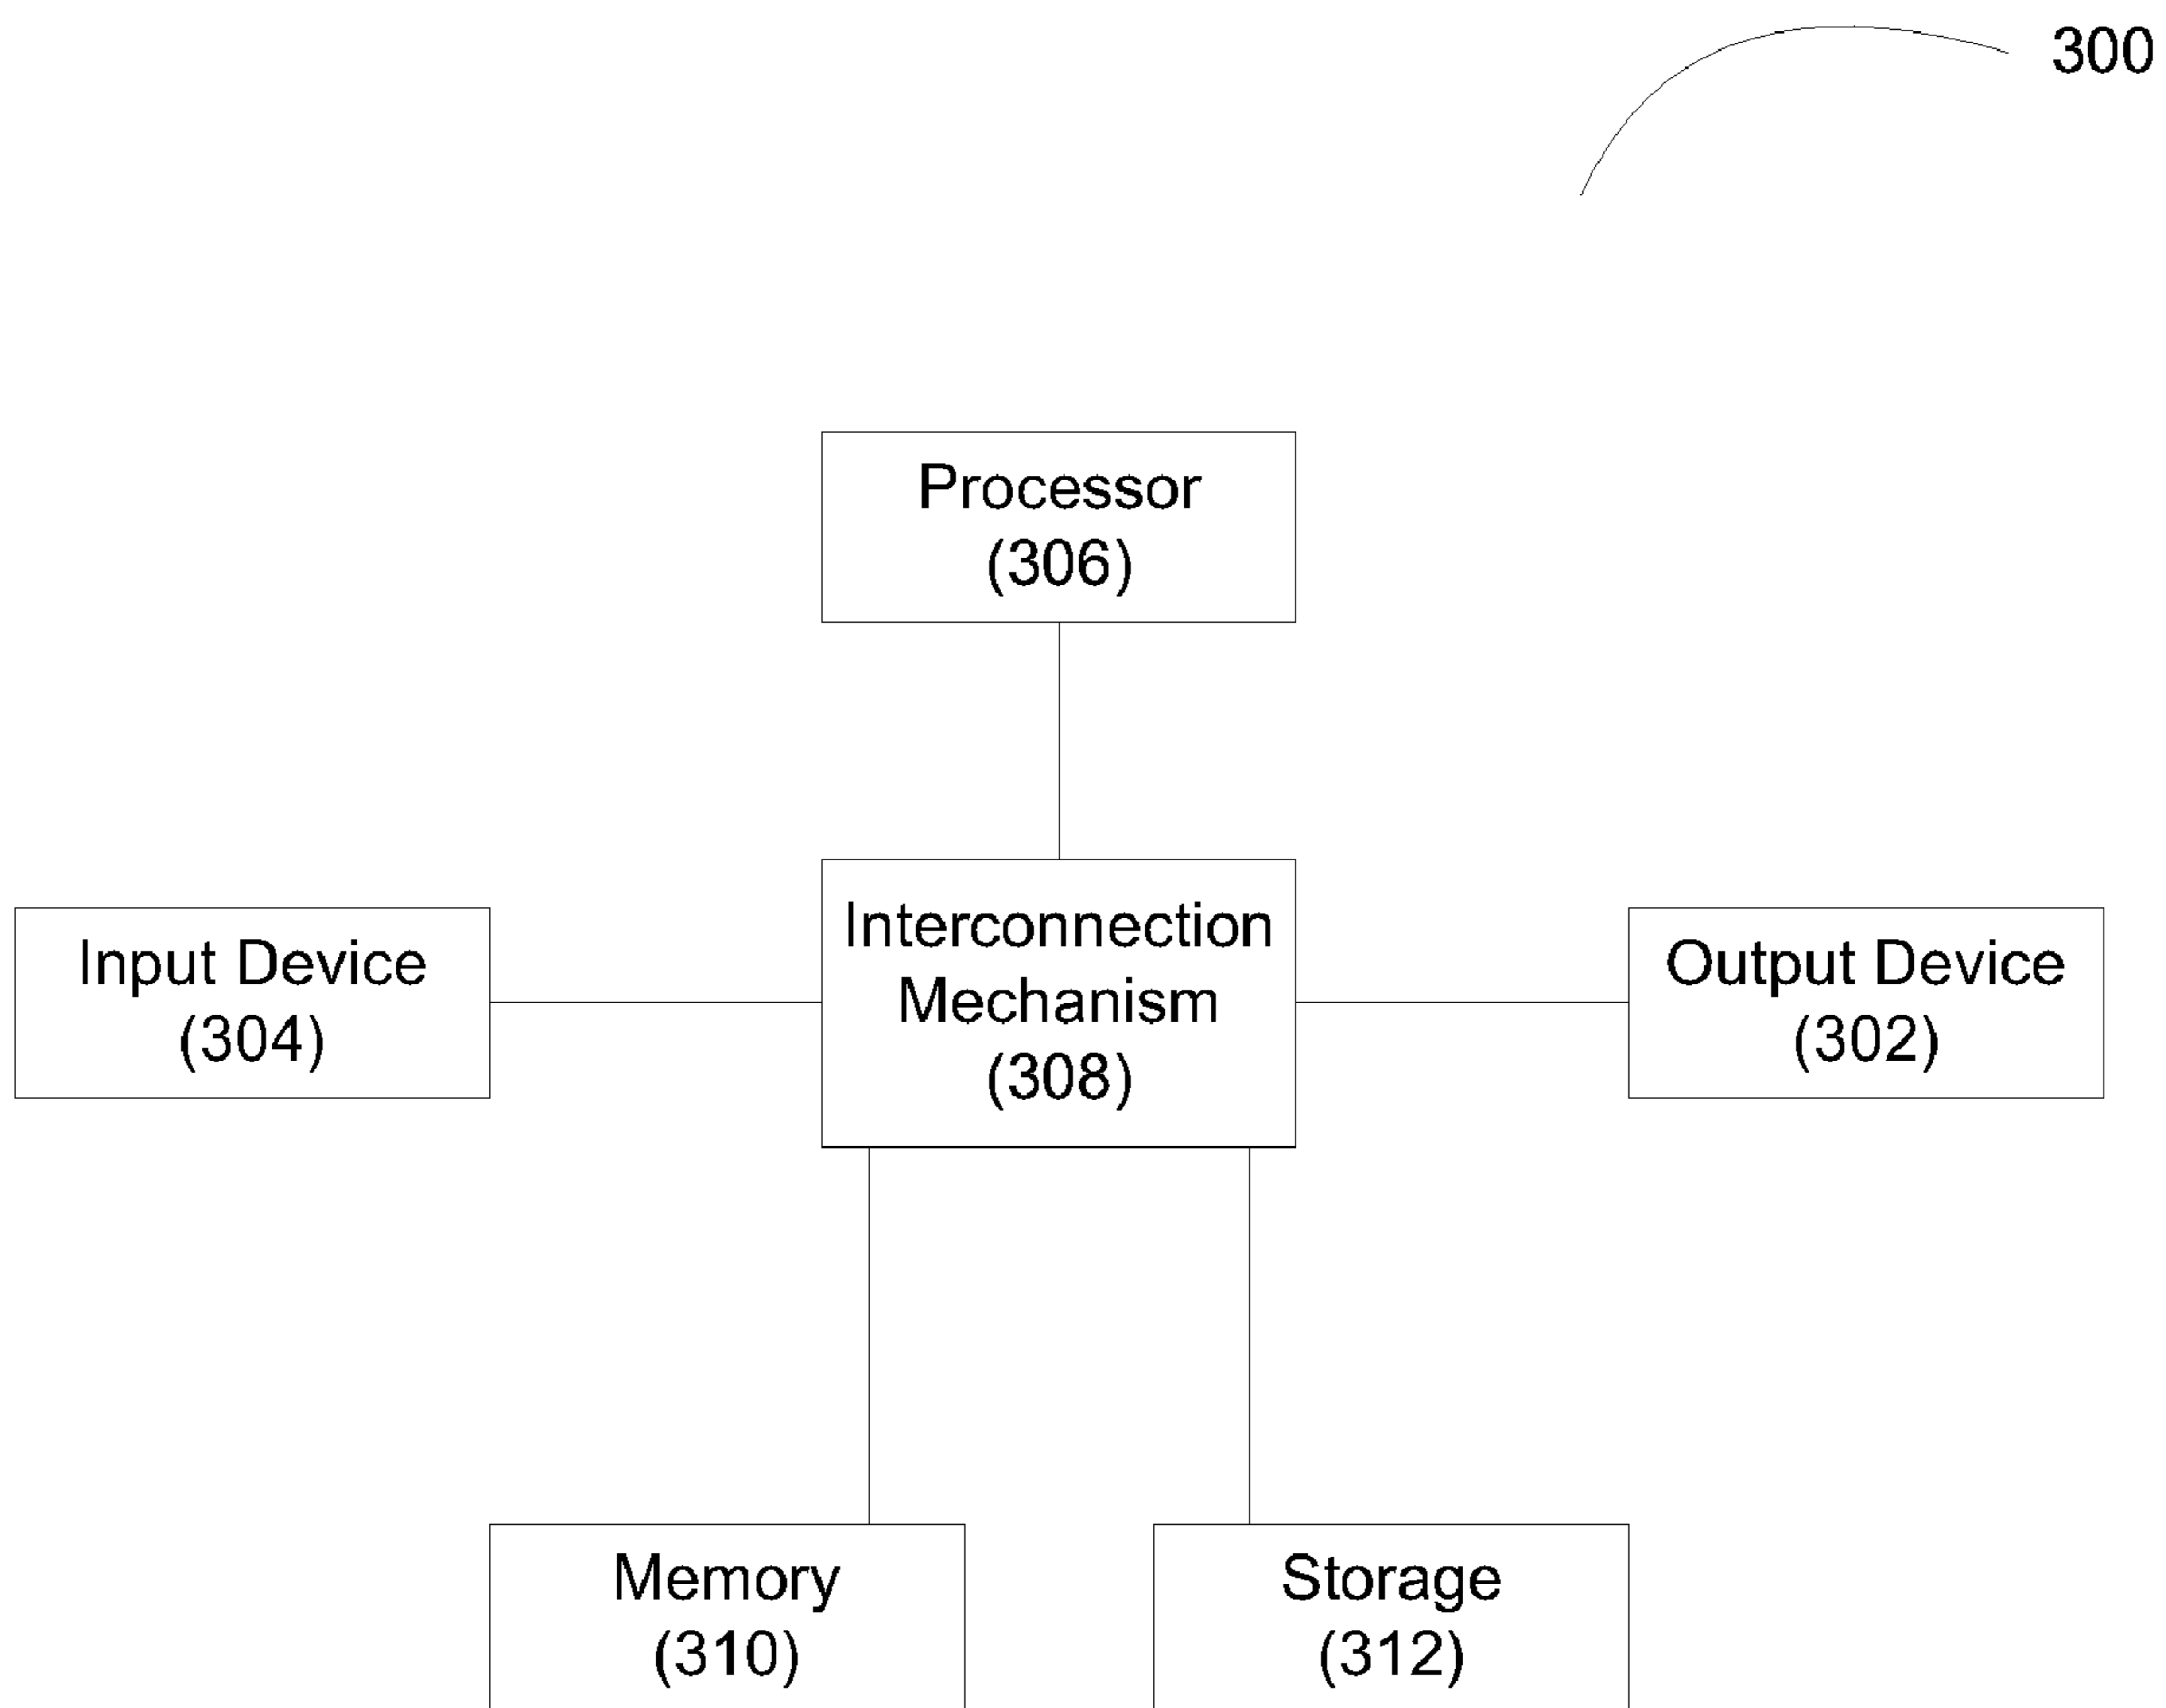 300
Processor
(306)
Interconnection
Mechanism
(308)
Input Device
(304)
Output Device
(302)
Memory
(310)
Storage
(312)